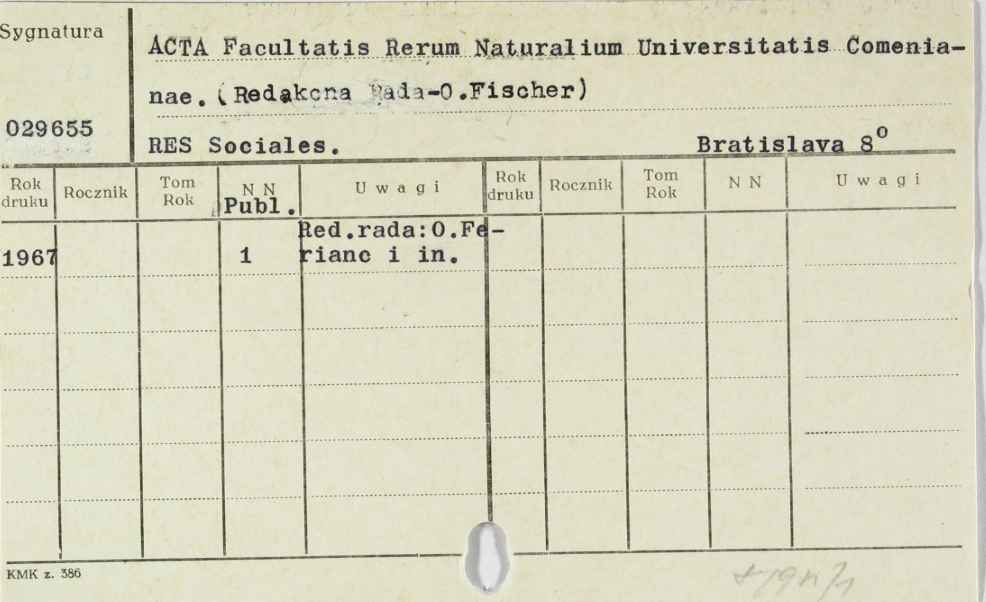 Sygnatura
ACTA Facultatis Rerum Naturalium Universitatis Comenia-
nae. (Redakcna Rada-O.Fischer)
029655
RES Sociales. Bratislava 8º
Rok druku Rocznik Tom Rok N N Publ. U w a g i Rok druku Rocznik Tom Rok N N U w a g i
Red.rada:O.Fe-
1967 1 rianc i in.
KMK z. 386